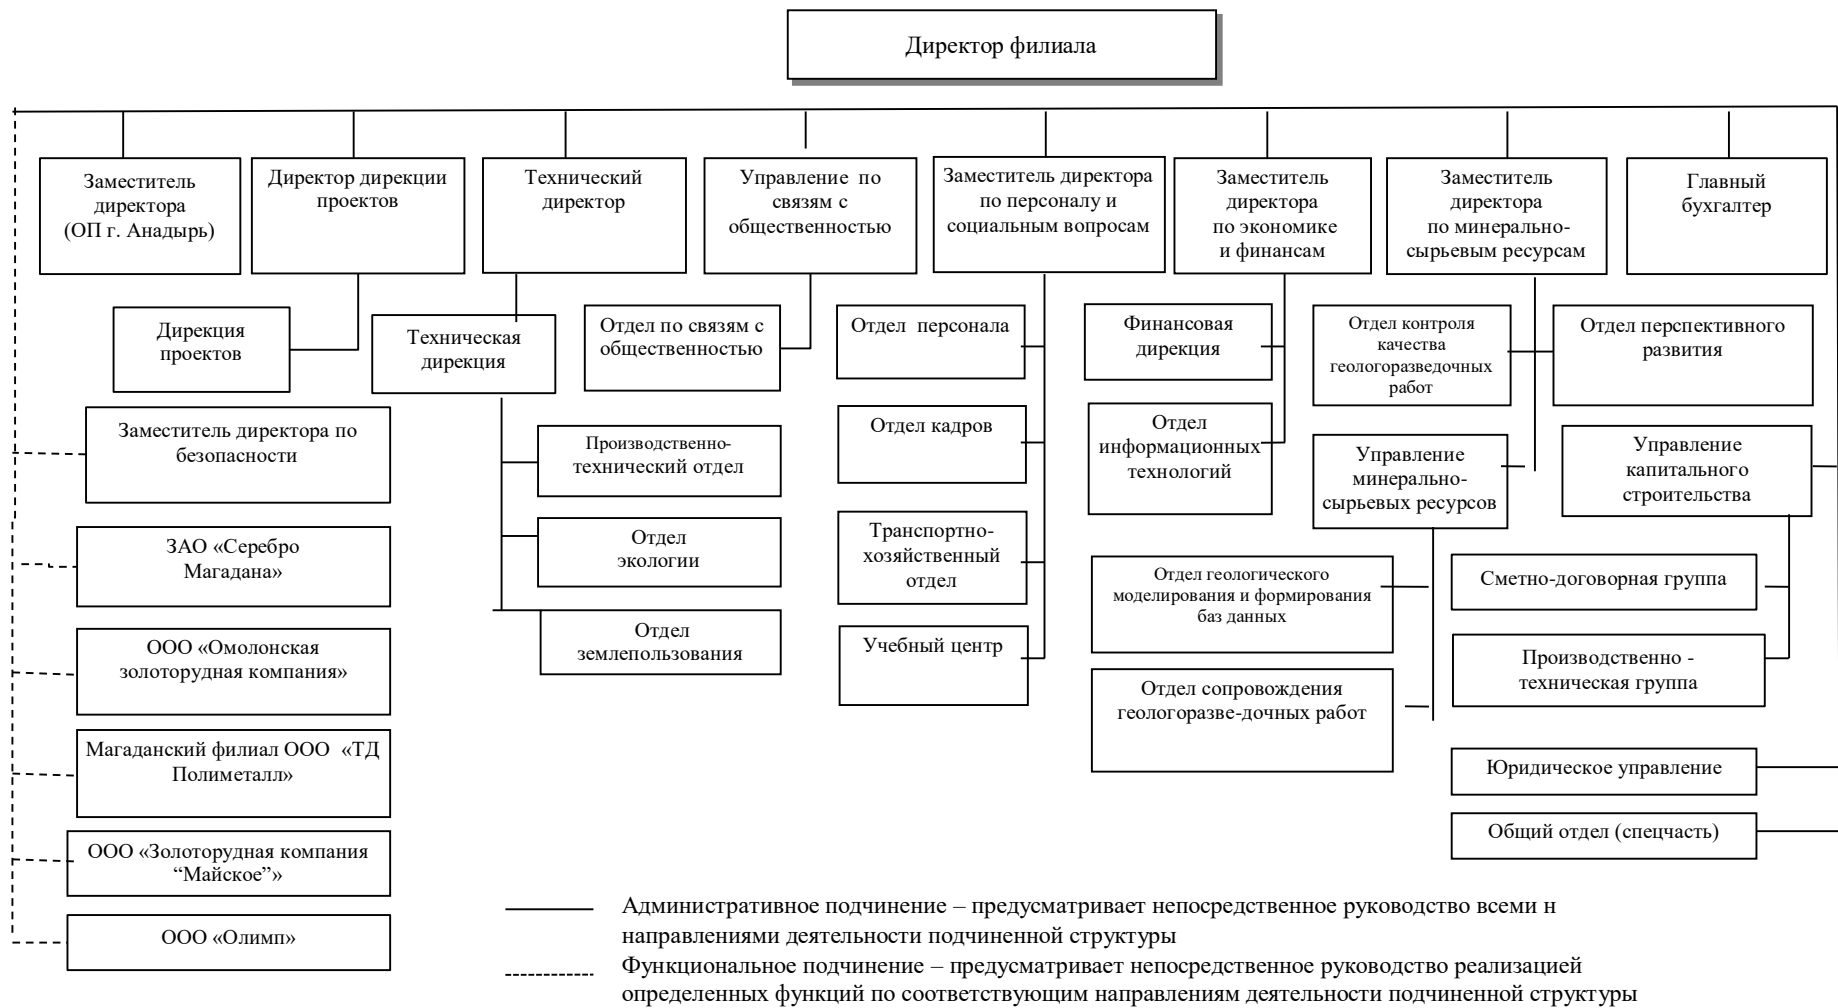 Директор филиала
Заместитель
директора
(ОП г. Анадырь)
Директор дирекции
проектов
Технический
директор
Управление по
связям с
общественностью
Заместитель директора
по персоналу и
социальным вопросам
Заместитель
директора
по экономике
и финансам
Заместитель
директора
по минерально-
сырьевым ресурсам
Главный
бухгалтер
Дирекция
проектов
Техническая
дирекция
Отдел по связям с
общественностью
Отдел персонала
Финансовая
дирекция
Отдел контроля
качества
геологоразведочных
работ
Отдел перспективного
развития
Заместитель директора по
безопасности
Производственно-
технический отдел
Отдел кадров
Отдел
информационных
технологий
Управление
минерально-
сырьевых ресурсов
Управление
капитального
строительства
ЗАО «Серебро
Магадана»
Отдел
экологии
Транспортно-
хозяйственный
отдел
Отдел геологического
моделирования и формирования
баз данных
Сметно-договорная группа
ООО «Омолонская
золоторудная компания»
Отдел
землепользования
Учебный центр
Отдел сопровождения
геологоразве-дочных работ
Производственно -
техническая группа
Магаданский филиал ООО «ТД
Полиметалл»
Юридическое управление
ООО «Золоторудная компания
“Майское”»
Общий отдел (спецчасть)
ООО «Олимп»
Административное подчинение – предусматривает непосредственное руководство всеми н
направлениями деятельности подчиненной структуры
Функциональное подчинение – предусматривает непосредственное руководство реализацией
определенных функций по соответствующим направлениям деятельности подчиненной структуры